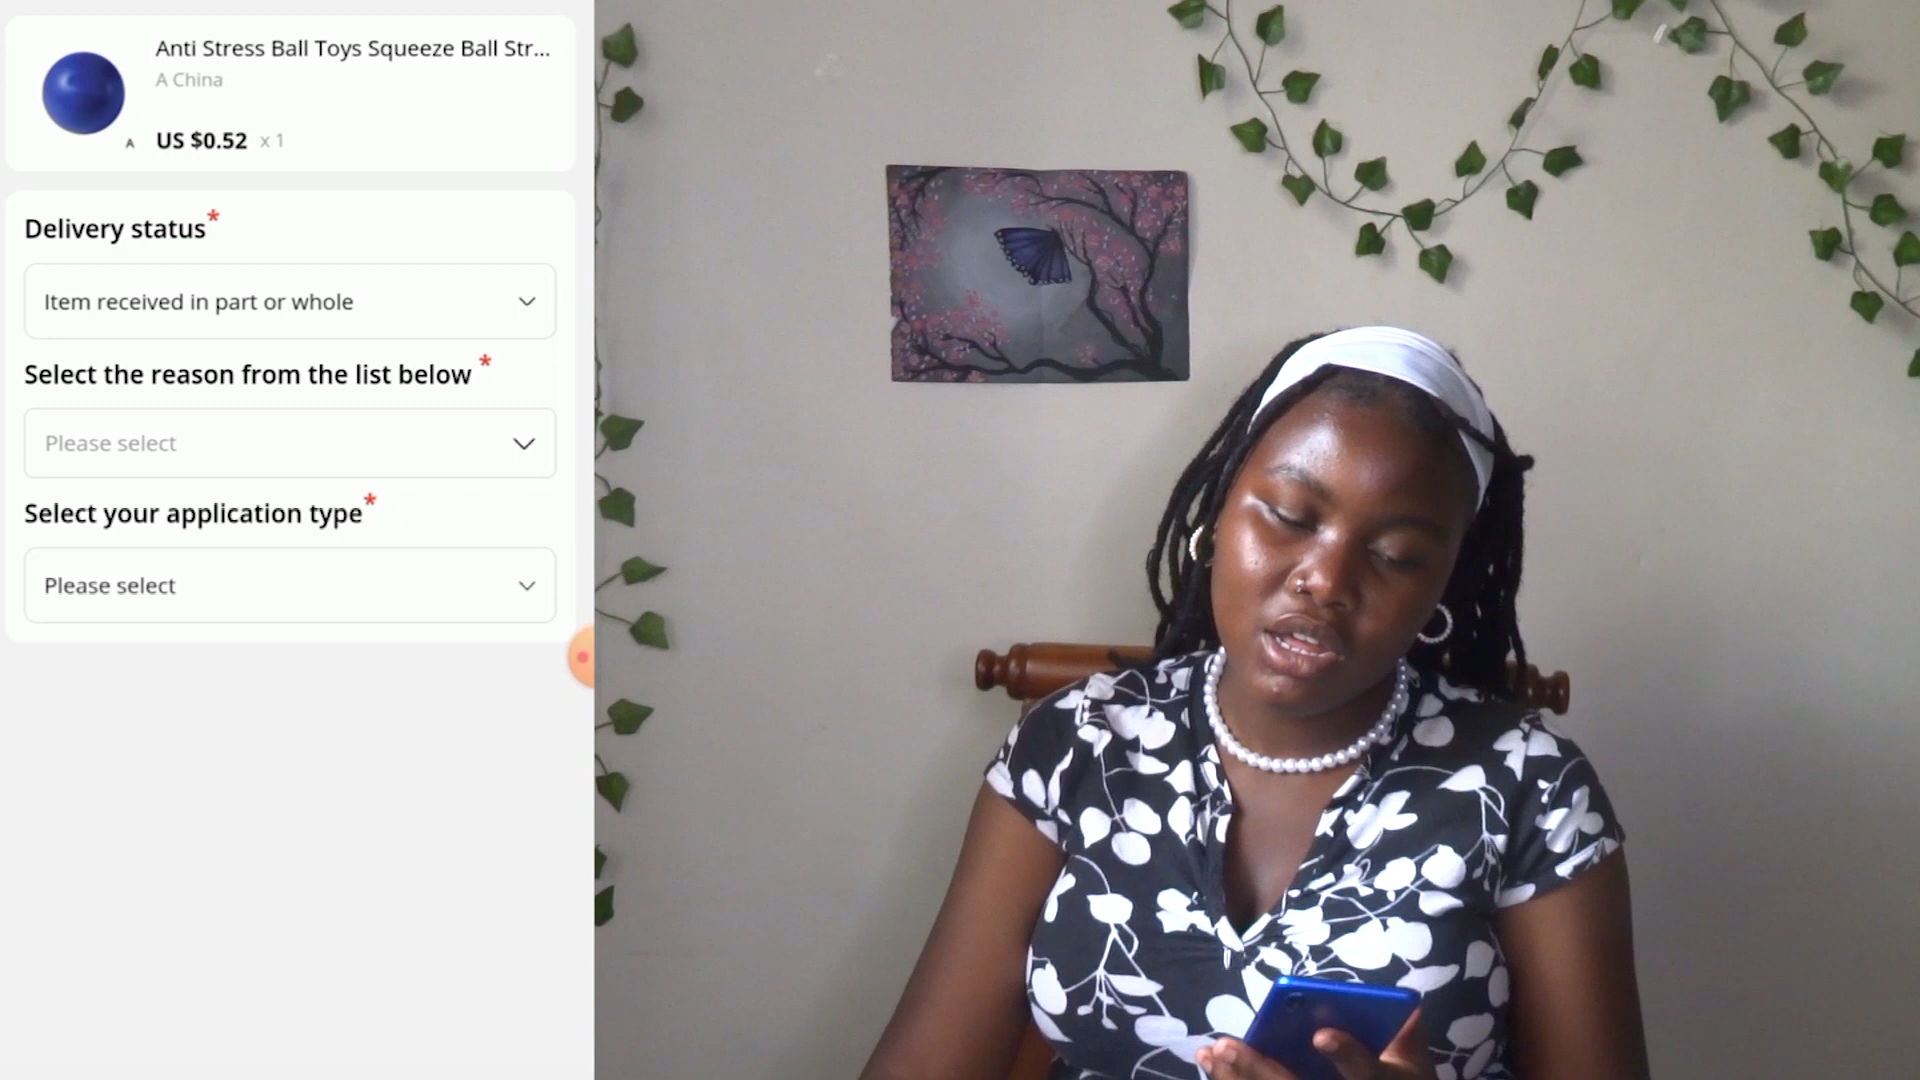 Anti Stress Ball Toys Squeeze Ball Str...
A China
A
US $0.52 x 1
Delivery status*
Item received in part or whole
Select the reason from the list below *
Please select
Select your application type*
Please select